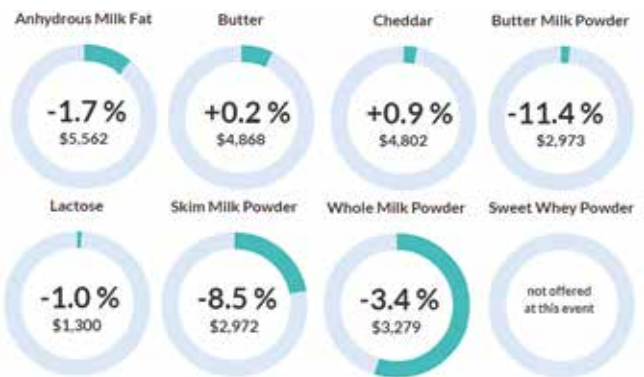 Anhydrous Milk Fat
Butter
Cheddar
Butter Milk Powder
-1.7 %
$5,562
+0.2 %
$4,868
+0.9 %
$4,802
-11.4 %
$2,973
Lactose
Skim Milk Powder
Whole Milk Powder
Sweet Whey Powder
-1.0 %
$1,300
-8.5 %
$2,972
-3.4 %
$3,279
not offered
at this event